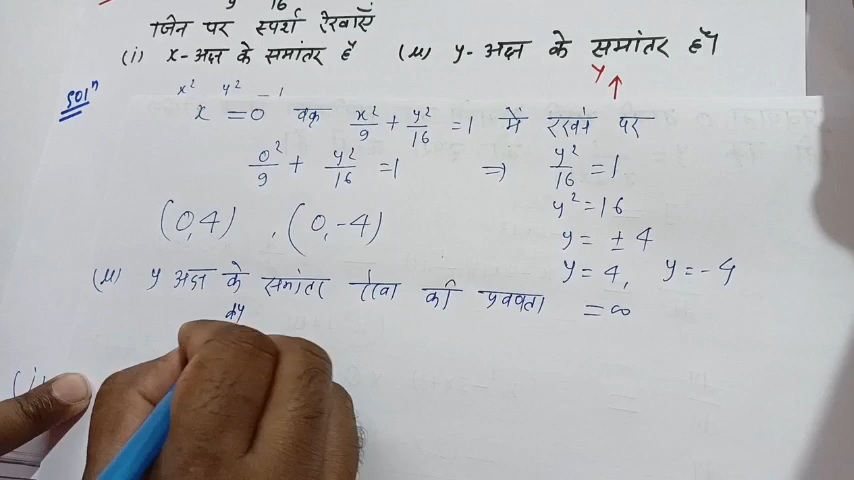 16
जिन पर स्पर्श रेखाएँ
(i) x-अक्ष के समांतर है (ii) y-अक्ष के समांतर है।
y
Solⁿ
x² y² - 1
x = 0 वक्र x²/9 + y²/16 = 1 में रखने पर
0²/9 + y²/16 = 1 ⇒ y²/16 = 1
y² = 16
(0,4) , (0,-4) y = ± 4
y = 4, y = -4
(ii) y अक्ष के समांतर रेखा की प्रवणता = ∞
dy
(i)